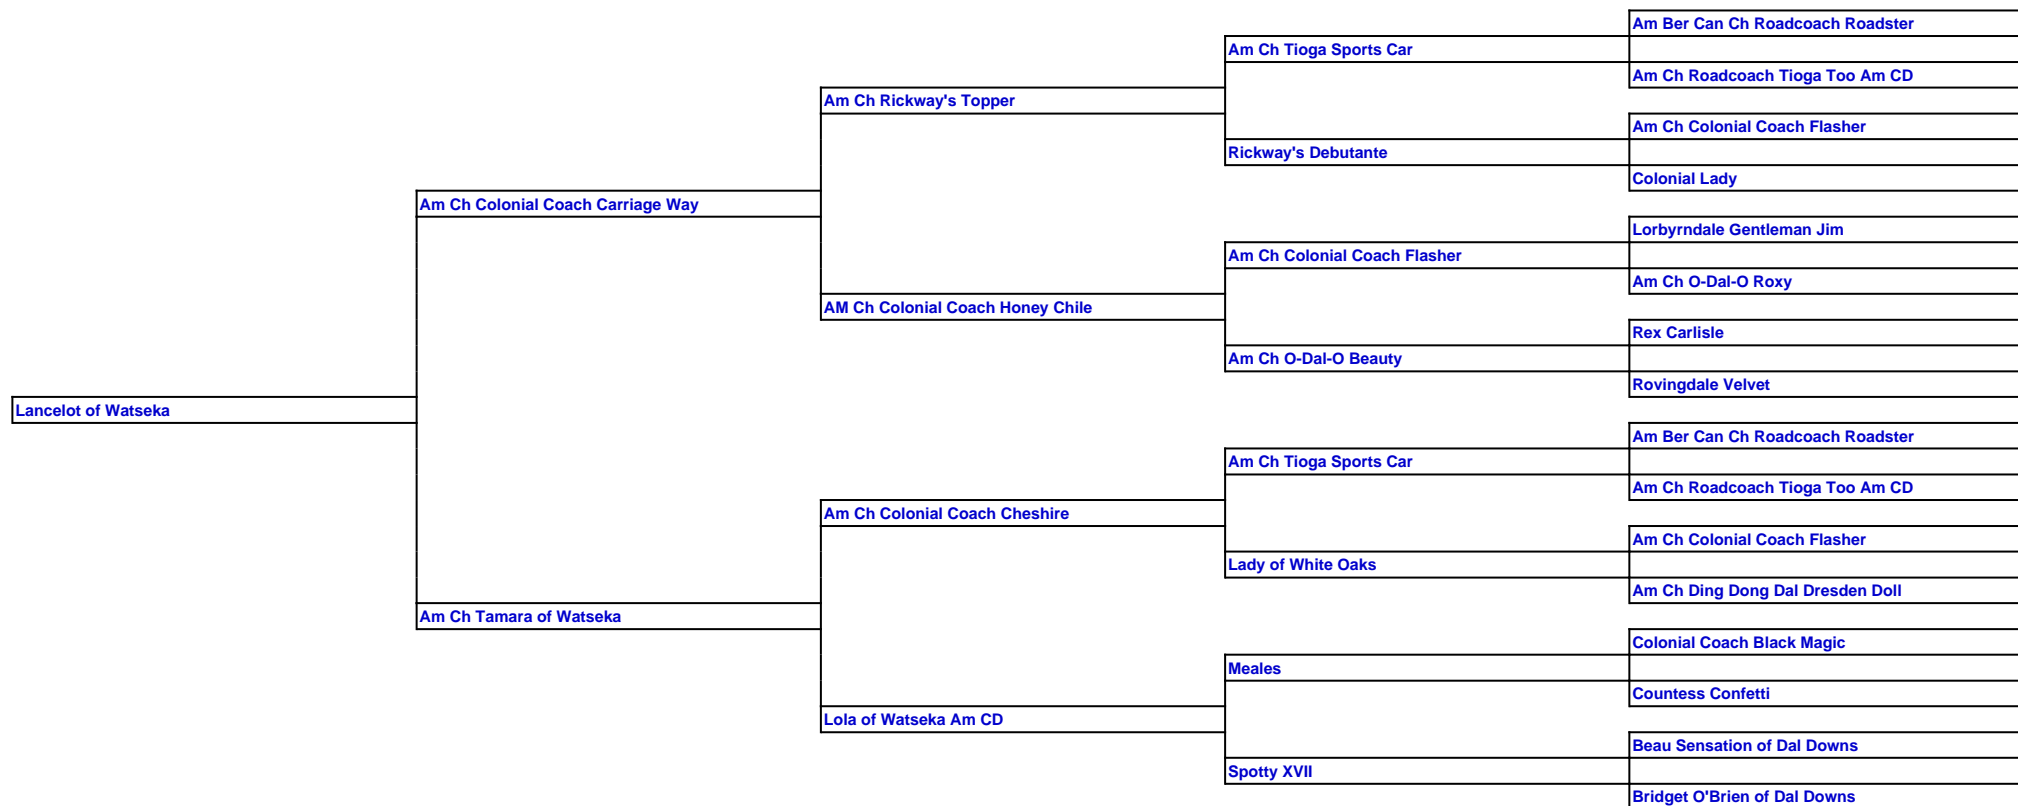 Am Ber Can Ch Roadcoach Roadster
Am Ch Tioga Sports Car
Am Ch Roadcoach Tioga Too Am CD
Am Ch Rickway's Topper
Am Ch Colonial Coach Flasher
Rickway's Debutante
Colonial Lady
Am Ch Colonial Coach Carriage Way
Lorbyrndale Gentleman Jim
Am Ch Colonial Coach Flasher
Am Ch O-Dal-O Roxy
AM Ch Colonial Coach Honey Chile
Rex Carlisle
Am Ch O-Dal-O Beauty
Rovingdale Velvet
Lancelot of Watseka
Am Ber Can Ch Roadcoach Roadster
Am Ch Tioga Sports Car
Am Ch Roadcoach Tioga Too Am CD
Am Ch Colonial Coach Cheshire
Am Ch Colonial Coach Flasher
Lady of White Oaks
Am Ch Ding Dong Dal Dresden Doll
Am Ch Tamara of Watseka
Colonial Coach Black Magic
Meales
Countess Confetti
Lola of Watseka Am CD
Beau Sensation of Dal Downs
Spotty XVII
Bridget O'Brien of Dal Downs